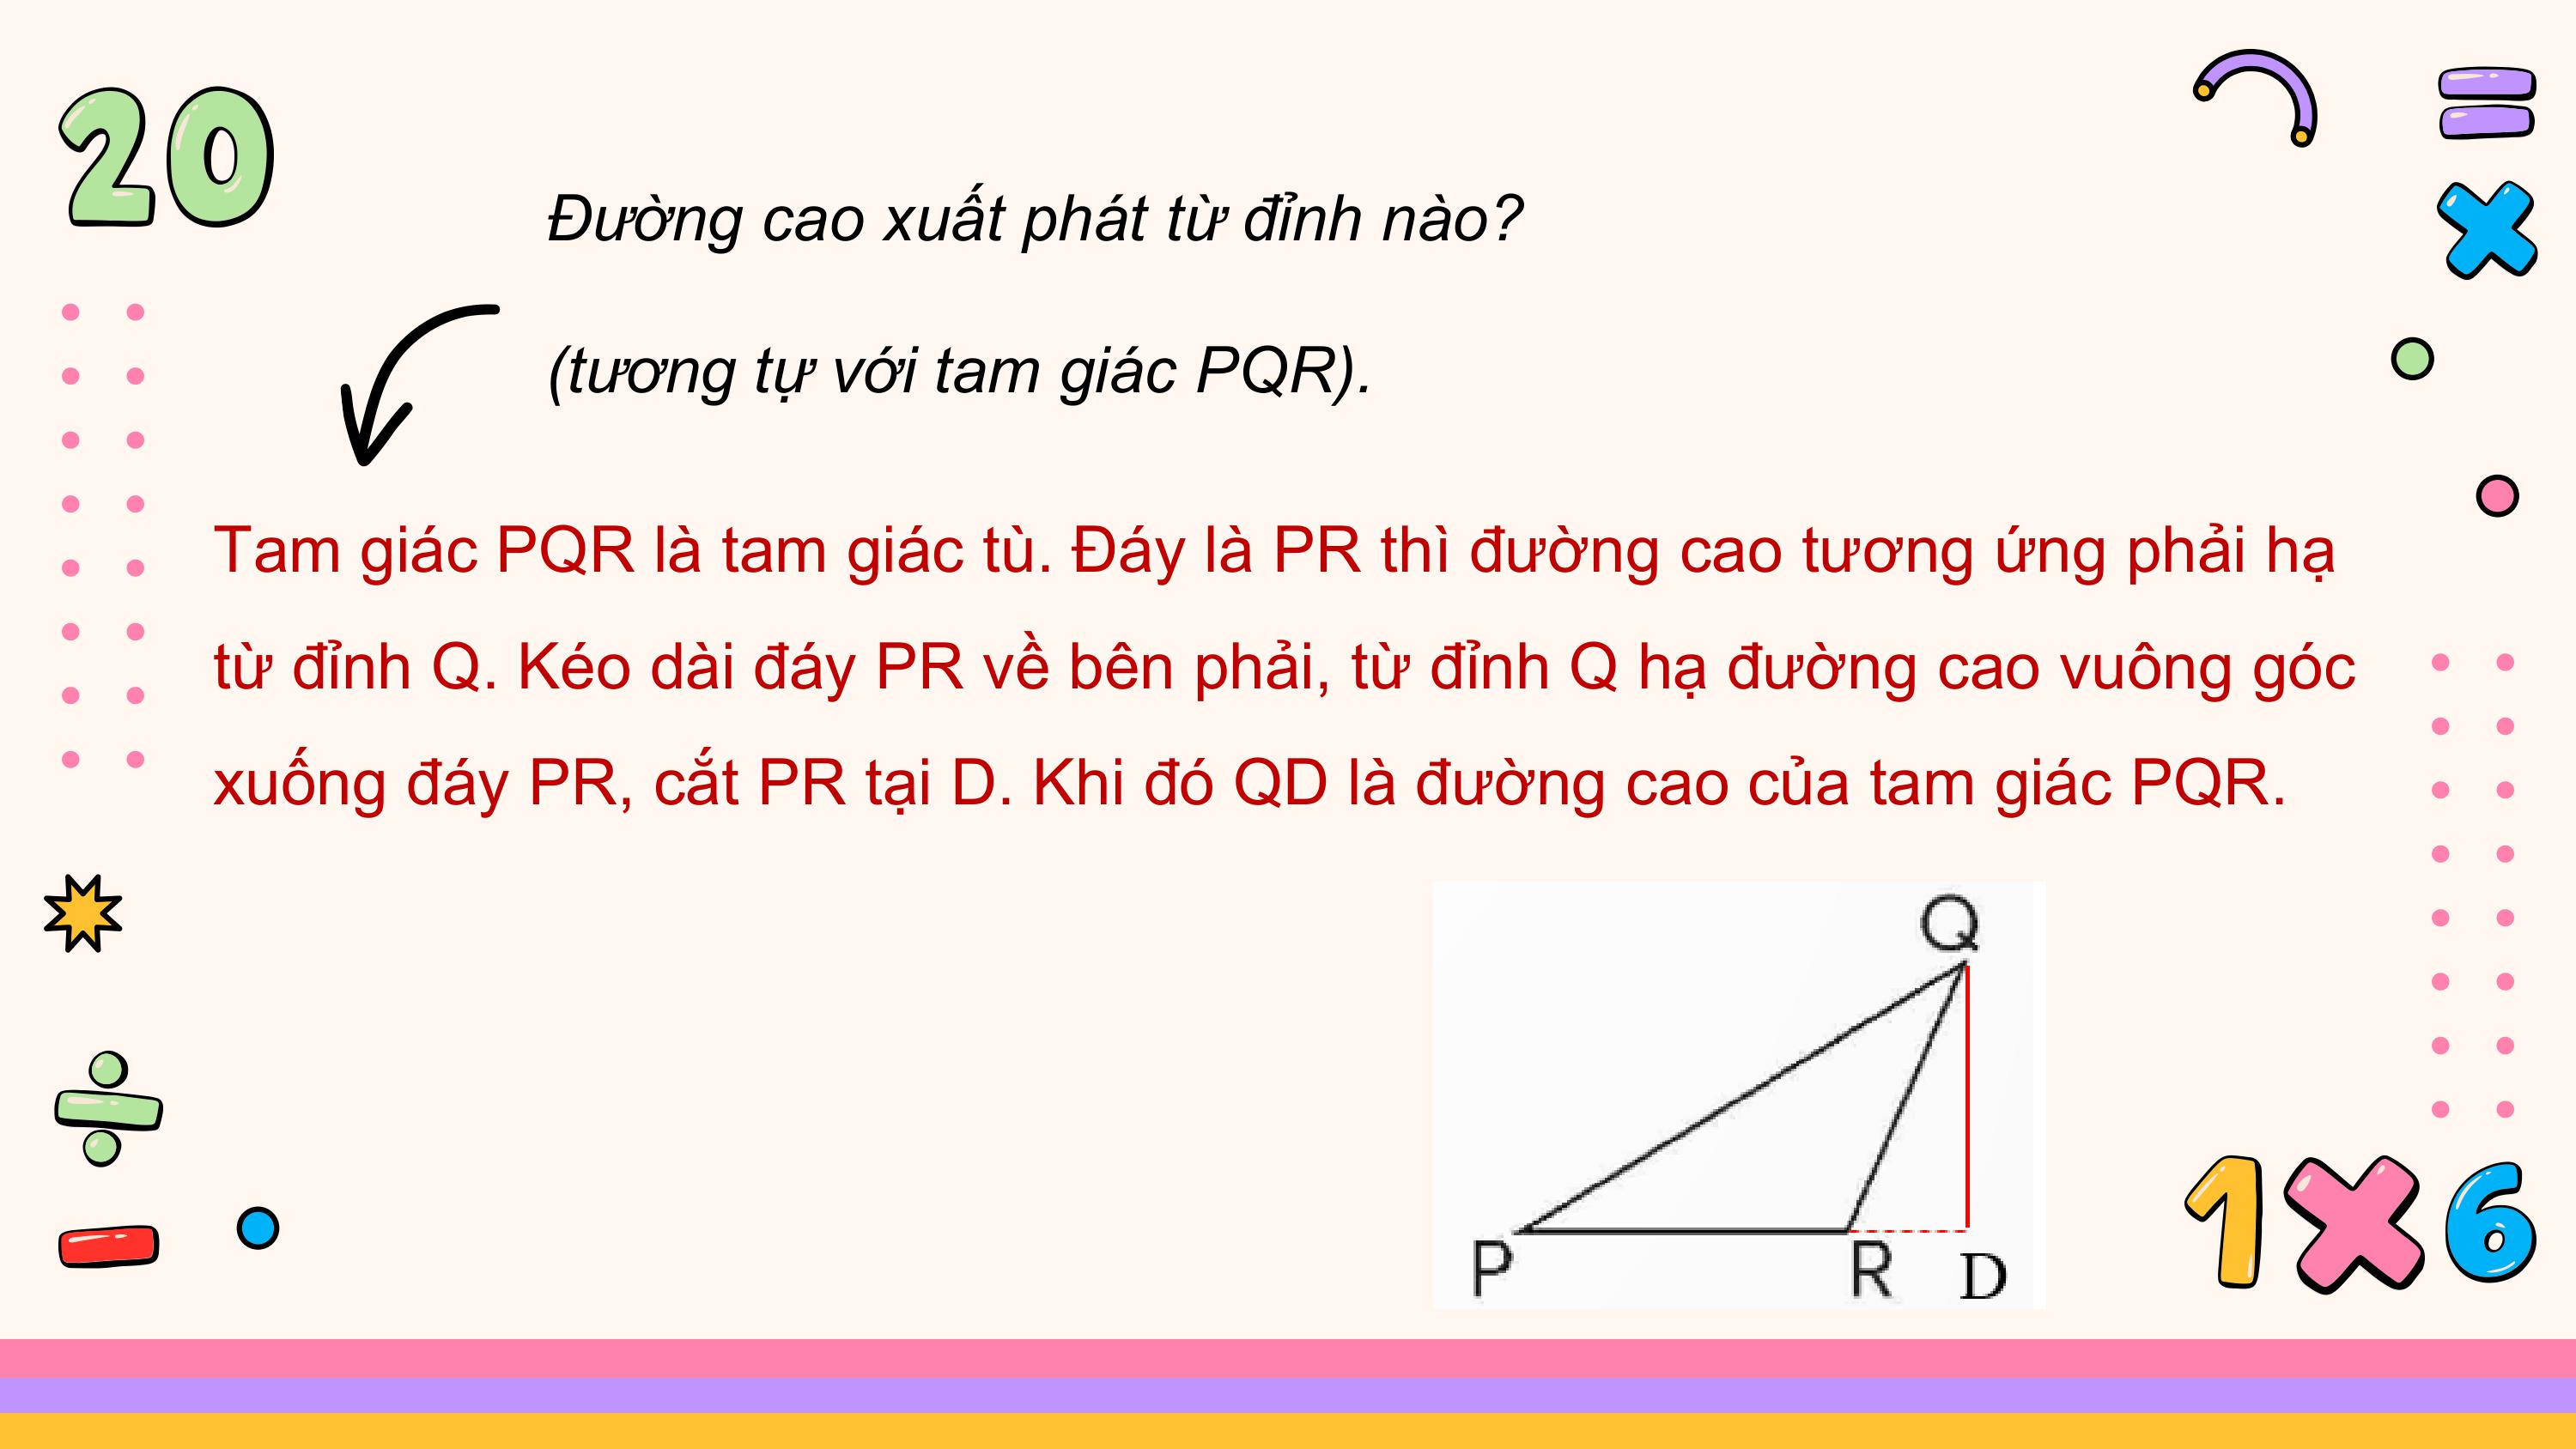 20
Đường cao xuất phát từ đỉnh nào?
(tương tự với tam giác PQR).
Tam giác PQR là tam giác tù. Đáy là PR thì đường cao tương ứng phải hạ
từ đỉnh Q. Kéo dài đáy PR về bên phải, từ đỉnh Q hạ đường cao vuông góc
xuống đáy PR, cắt PR tại D. Khi đó QD là đường cao của tam giác PQR.
Q
P R D
1×6